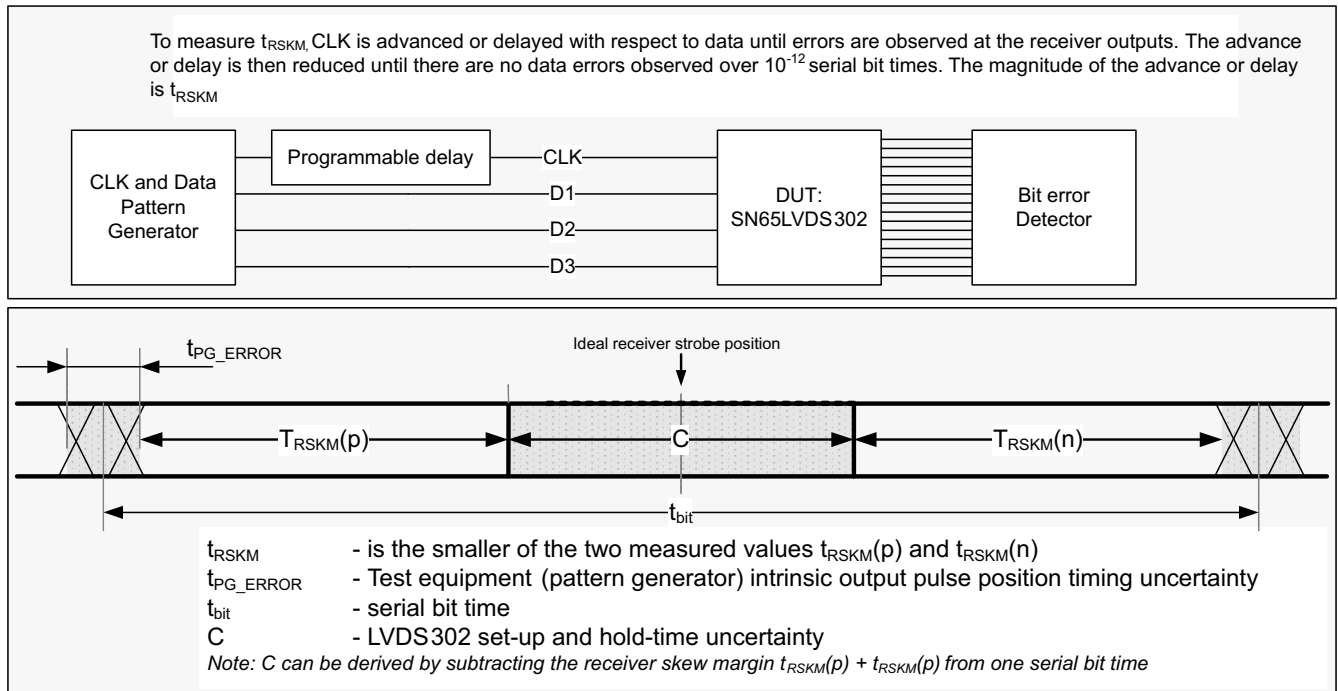 To measure tRSKM, CLK is advanced or delayed with respect to data until errors are observed at the receiver outputs. The advance
or delay is then reduced until there are no data errors observed over 10-12 serial bit times. The magnitude of the advance or delay
is tRSKM
CLK and Data
Pattern
Generator
Programmable delay
CLK
D1
D2
D3
DUT:
SN65LVDS302
Bit error
Detector
tPG_ERROR
Ideal receiver strobe position
TRSKM(p)
C
TRSKM(n)
tbit
tRSKM - is the smaller of the two measured values tRSKM(p) and tRSKM(n)
tPG_ERROR - Test equipment (pattern generator) intrinsic output pulse position timing uncertainty
tbit - serial bit time
C - LVDS302 set-up and hold-time uncertainty
Note: C can be derived by subtracting the receiver skew margin tRSKM(p) + tRSKM(p) from one serial bit time